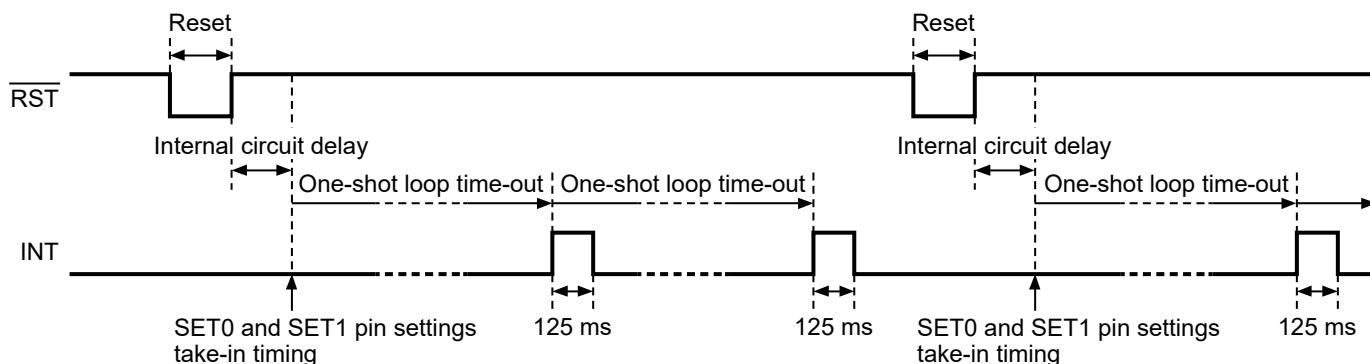 Reset
Reset
RST
Internal circuit delay
Internal circuit delay
One-shot loop time-out
One-shot loop time-out
One-shot loop time-out
INT
SET0 and SET1 pin settings
take-in timing
125 ms
125 ms
SET0 and SET1 pin settings
take-in timing
125 ms